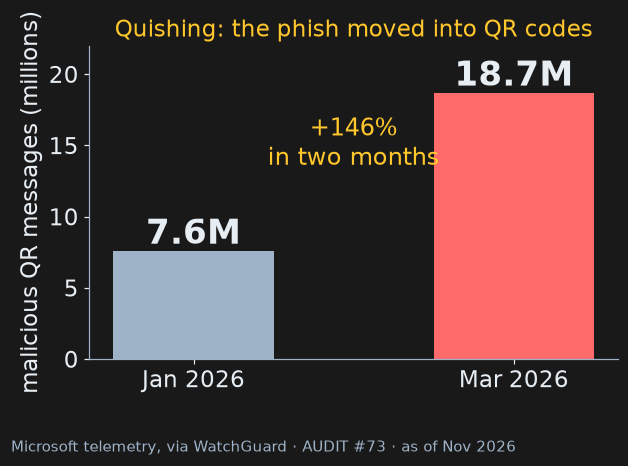 Quishing: the phish moved into QR codes
malicious QR messages (millions)
20
15
10
5
0
7.6M
+146%
in two months
18.7M
Jan 2026
Mar 2026
Microsoft telemetry, via WatchGuard · AUDIT #73 · as of Nov 2026